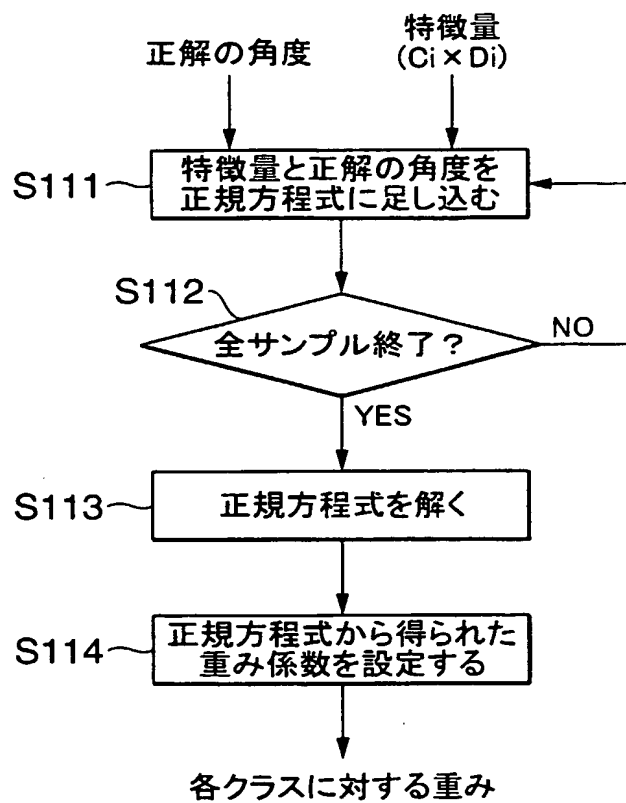 正解の角度
特徴量
(Ci×Di)
S111
特徴量と正解の角度を
正規方程式に足し込む
S112
全サンプル終了？
NO
YES
S113
正規方程式を解く
S114
正規方程式から得られた
重み係数を設定する
各クラスに対する重み